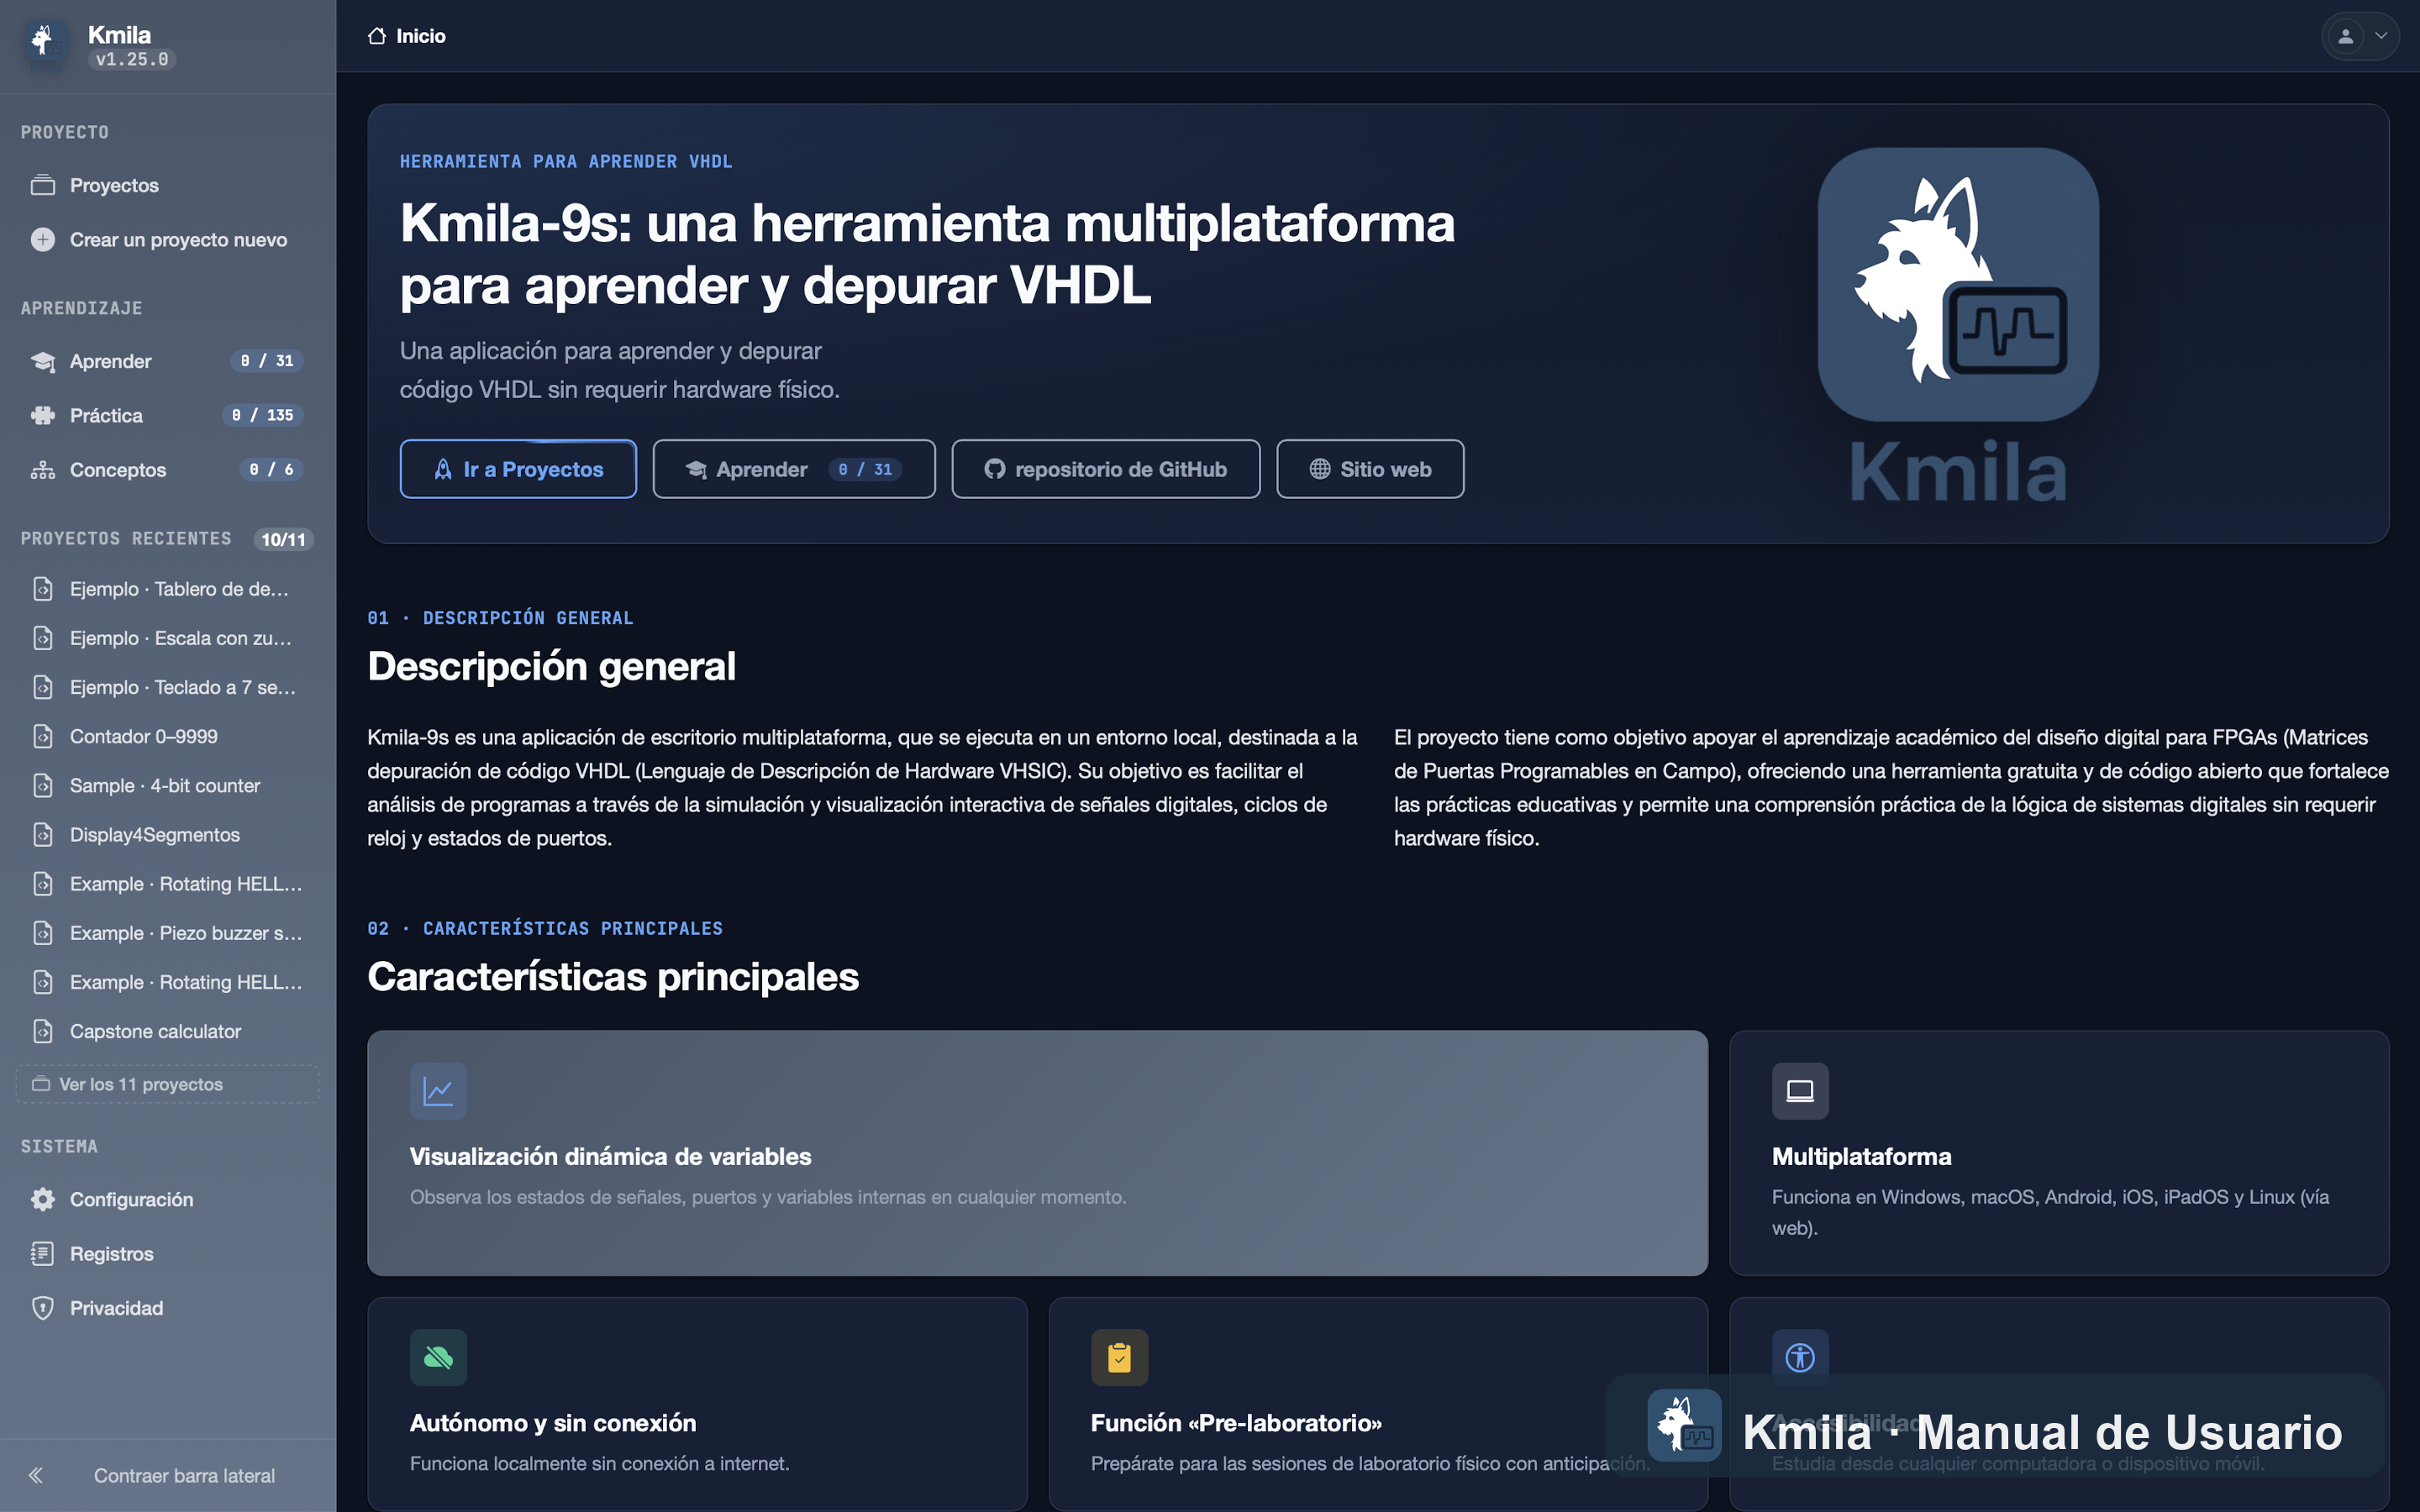 Kmila
v1.25.0
PROYECTO
Proyectos
Crear un proyecto nuevo
APRENDIZAJE
Aprender 0 / 31
Práctica 0 / 135
Conceptos 0 / 6
PROYECTOS RECIENTES 10/11
Ejemplo · Tablero de de...
Ejemplo · Escala con zu...
Ejemplo · Teclado a 7 se...
Contador 0–9999
Sample · 4-bit counter
Display4Segmentos
Example · Rotating HELL...
Example · Piezo buzzer s...
Example · Rotating HELL...
Capstone calculator
Ver los 11 proyectos
SISTEMA
Configuración
Registros
Privacidad
Contraer barra lateral
Inicio
HERRAMIENTA PARA APRENDER VHDL
Kmila-9s: una herramienta multiplataforma
para aprender y depurar VHDL
Una aplicación para aprender y depurar
código VHDL sin requerir hardware físico.
Ir a Proyectos
Aprender 0 / 31
repositorio de GitHub
Sitio web
Kmila
01 · DESCRIPCIÓN GENERAL
Descripción general
Kmila-9s es una aplicación de escritorio multiplataforma, que se ejecuta en un entorno local, destinada a la
depuración de código VHDL (Lenguaje de Descripción de Hardware VHSIC). Su objetivo es facilitar el
análisis de programas a través de la simulación y visualización interactiva de señales digitales, ciclos de
reloj y estados de puertos.
El proyecto tiene como objetivo apoyar el aprendizaje académico del diseño digital para FPGAs (Matrices
de Puertas Programables en Campo), ofreciendo una herramienta gratuita y de código abierto que fortalece
las prácticas educativas y permite una comprensión práctica de la lógica de sistemas digitales sin requerir
hardware físico.
02 · CARACTERÍSTICAS PRINCIPALES
Características principales
Visualización dinámica de variables
Observa los estados de señales, puertos y variables internas en cualquier momento.
Multiplataforma
Funciona en Windows, macOS, Android, iOS, iPadOS y Linux (vía
web).
Autónomo y sin conexión
Funciona localmente sin conexión a internet.
Función «Pre-laboratorio»
Prepárate para las sesiones de laboratorio físico con anticipación.
Accesibilidad
Estudia desde cualquier computadora o dispositivo móvil.
Kmila · Manual de Usuario